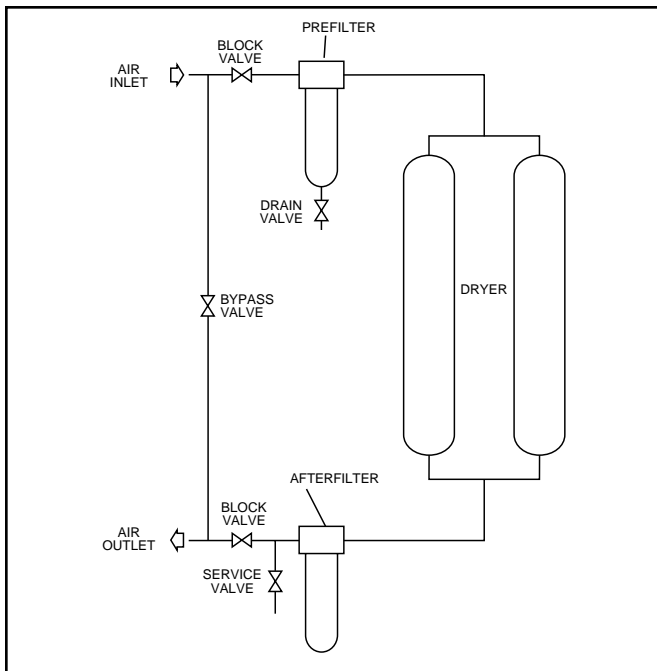 PREFILTER
BLOCK
VALVE
AIR
INLET
DRAIN
VALVE
DRYER
BYPASS
VALVE
AFTERFILTER
BLOCK
VALVE
AIR
OUTLET
SERVICE
VALVE